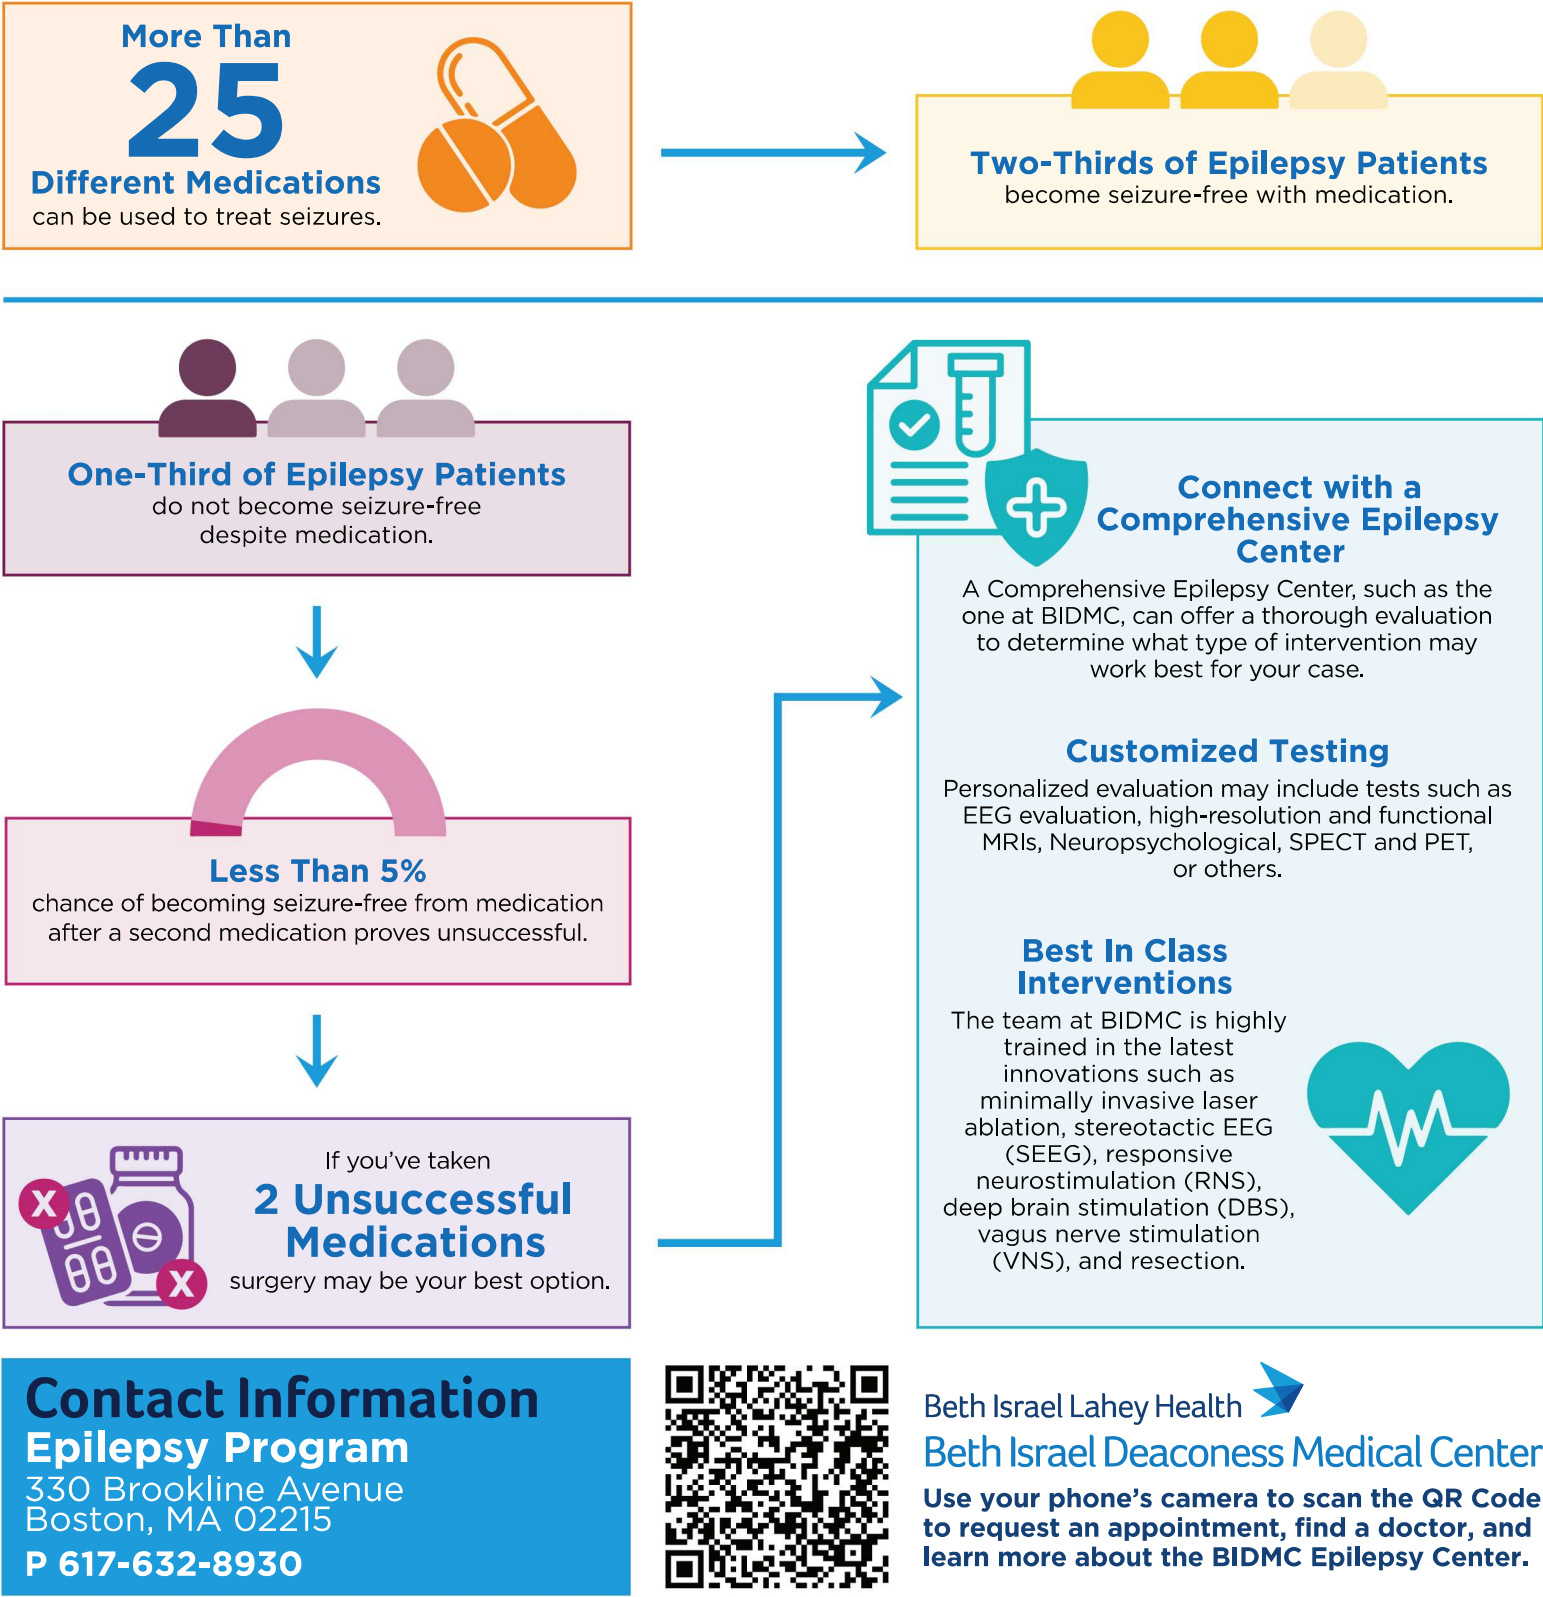 More Than
25
Different Medications
can be used to treat seizures.
Two-Thirds of Epilepsy Patients
become seizure-free with medication.
One-Third of Epilepsy Patients
do not become seizure-free
despite medication.
Less Than 5%
chance of becoming seizure-free from medication
after a second medication proves unsuccessful.
X
X
If you've taken
2 Unsuccessful
Medications
surgery may be your best option.
Connect with a
Comprehensive Epilepsy
Center
A Comprehensive Epilepsy Center, such as the
one at BIDMC, can offer a thorough evaluation
to determine what type of intervention may
work best for your case.
Customized Testing
Personalized evaluation may include tests such as
EEG evaluation, high-resolution and functional
MRIs, Neuropsychological, SPECT and PET,
or others.
Best In Class
Interventions
The team at BIDMC is highly
trained in the latest
innovations such as
minimally invasive laser
ablation, stereotactic EEG
(SEEG), responsive
neurostimulation (RNS),
deep brain stimulation (DBS),
vagus nerve stimulation
(VNS), and resection.
Contact Information
Epilepsy Program
330 Brookline Avenue
Boston, MA 02215
P 617-632-8930
Beth Israel Lahey Health
Beth Israel Deaconess Medical Center
Use your phone's camera to scan the QR Code
to request an appointment, find a doctor, and
learn more about the BIDMC Epilepsy Center.